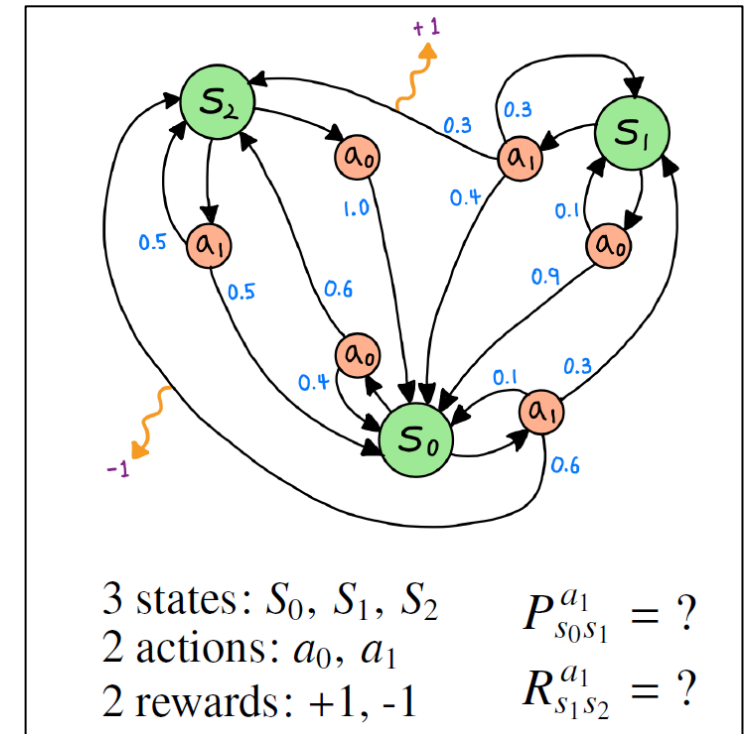 +1
S₂
0.3
0.3
S₁
a₀
a₁
1.0
0.4
0.1
a₁
a₀
0.5
0.5
0.6
0.9
a₀
0.4
0.1
0.3
a₁
S₀
-1
0.6
3 states: S₀, S₁, S₂
2 actions: a₀, a₁
2 rewards: +1, -1
P^{a₁}_{s₀s₁} = ?
R^{a₁}_{s₁s₂} = ?